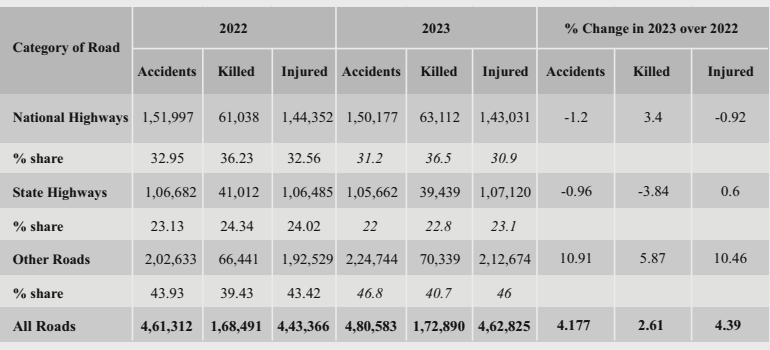 2022 2023 % Change in 2023 over 2022
Category of Road
Accidents Killed Injured Accidents Killed Injured Accidents Killed Injured
National Highways 1,51,997 61,038 1,44,352 1,50,177 63,112 1,43,031 -1.2 3.4 -0.92
% share 32.95 36.23 32.56 31.2 36.5 30.9
State Highways 1,06,682 41,012 1,06,485 1,05,662 39,439 1,07,120 -0.96 -3.84 0.6
% share 23.13 24.34 24.02 22 22.8 23.1
Other Roads 2,02,633 66,441 1,92,529 2,24,744 70,339 2,12,674 10.91 5.87 10.46
% share 43.93 39.43 43.42 46.8 40.7 46
All Roads 4,61,312 1,68,491 4,43,366 4,80,583 1,72,890 4,62,825 4.177 2.61 4.39